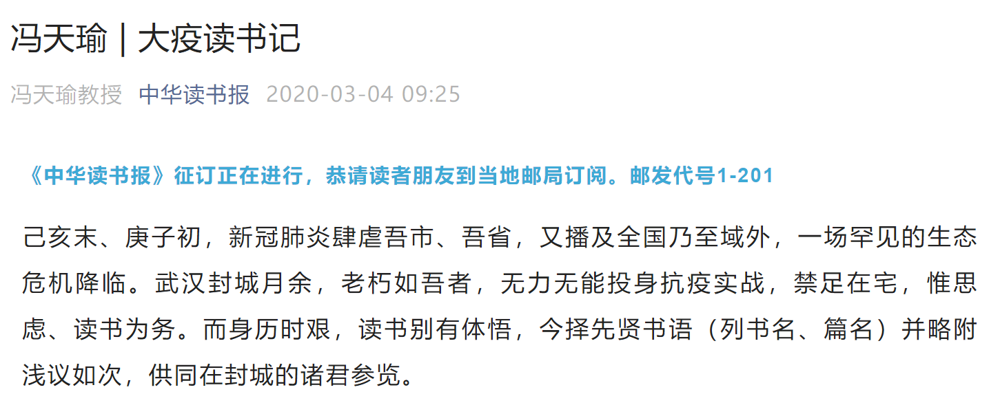 冯天瑜 | 大疫读书记
冯天瑜教授 中华读书报 2020-03-04 09:25
《中华读书报》征订正在进行，恭请读者朋友到当地邮局订阅。邮发代号1-201
己亥末、庚子初，新冠肺炎肆虐吾市、吾省，又播及全国乃至域外，一场罕见的生态
危机降临。武汉封城月余，老朽如吾者，无力无能投身抗疫实战，禁足在宅，惟思
虑、读书为务。而身历时艰，读书别有体悟，今择先贤书语（列书名、篇名）并略附
浅议如次，供同在封城的诸君参览。